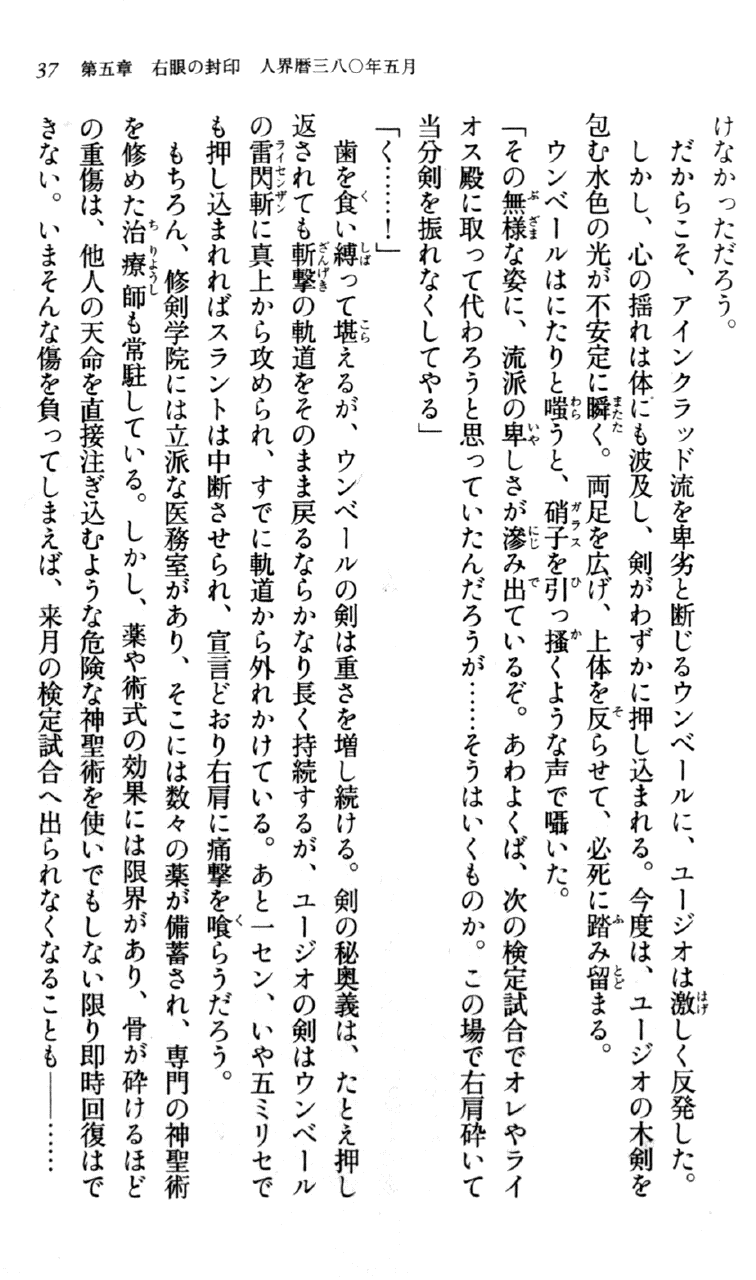 37　第五章　右眼の封印　人界暦三八〇年五月
けなかっただろう。
　だからこそ、アインクラッド流を卑劣と断じるウンベールに、ユージオは激しく反発した。
　しかし、心の揺れは体にも波及し、剣がわずかに押し込まれる。今度は、ユージオの木剣を
包む水色の光が不安定に瞬く。両足を広げ、上体を反らせて、必死に踏み留まる。
　ウンベールはにたりと嗤うと、硝子を引っ掻くような声で囁いた。
「その無様な姿に、流派の卑しさが滲み出ているぞ。あわよくば、次の検定試合でオレやライ
オス殿に取って代わろうと思っていたんだろうが……そうはいくものか。この場で右肩砕いて
当分剣を振れなくしてやる」
「く……！」
　歯を食い縛って堪えるが、ウンベールの剣は重さを増し続ける。剣の秘奥義は、たとえ押し
返されても斬撃の軌道をそのまま戻るならかなり長く持続するが、ユージオの剣はウンベール
の雷閃斬に真上から攻められ、すでに軌道から外れかけている。あと一セン、いや五ミリセで
も押し込まれればスラントは中断させられ、宣言どおり右肩に痛撃を喰らうだろう。
　もちろん、修剣学院には立派な医務室があり、そこには数々の薬が備蓄され、専門の神聖術
を修めた治療師も常駐している。しかし、薬や術式の効果には限界があり、骨が砕けるほど
の重傷は、他人の天命を直接注ぎ込むような危険な神聖術を使いでもしない限り即時回復はで
きない。いまそんな傷を負ってしまえば、来月の検定試合へ出られなくなることも――……